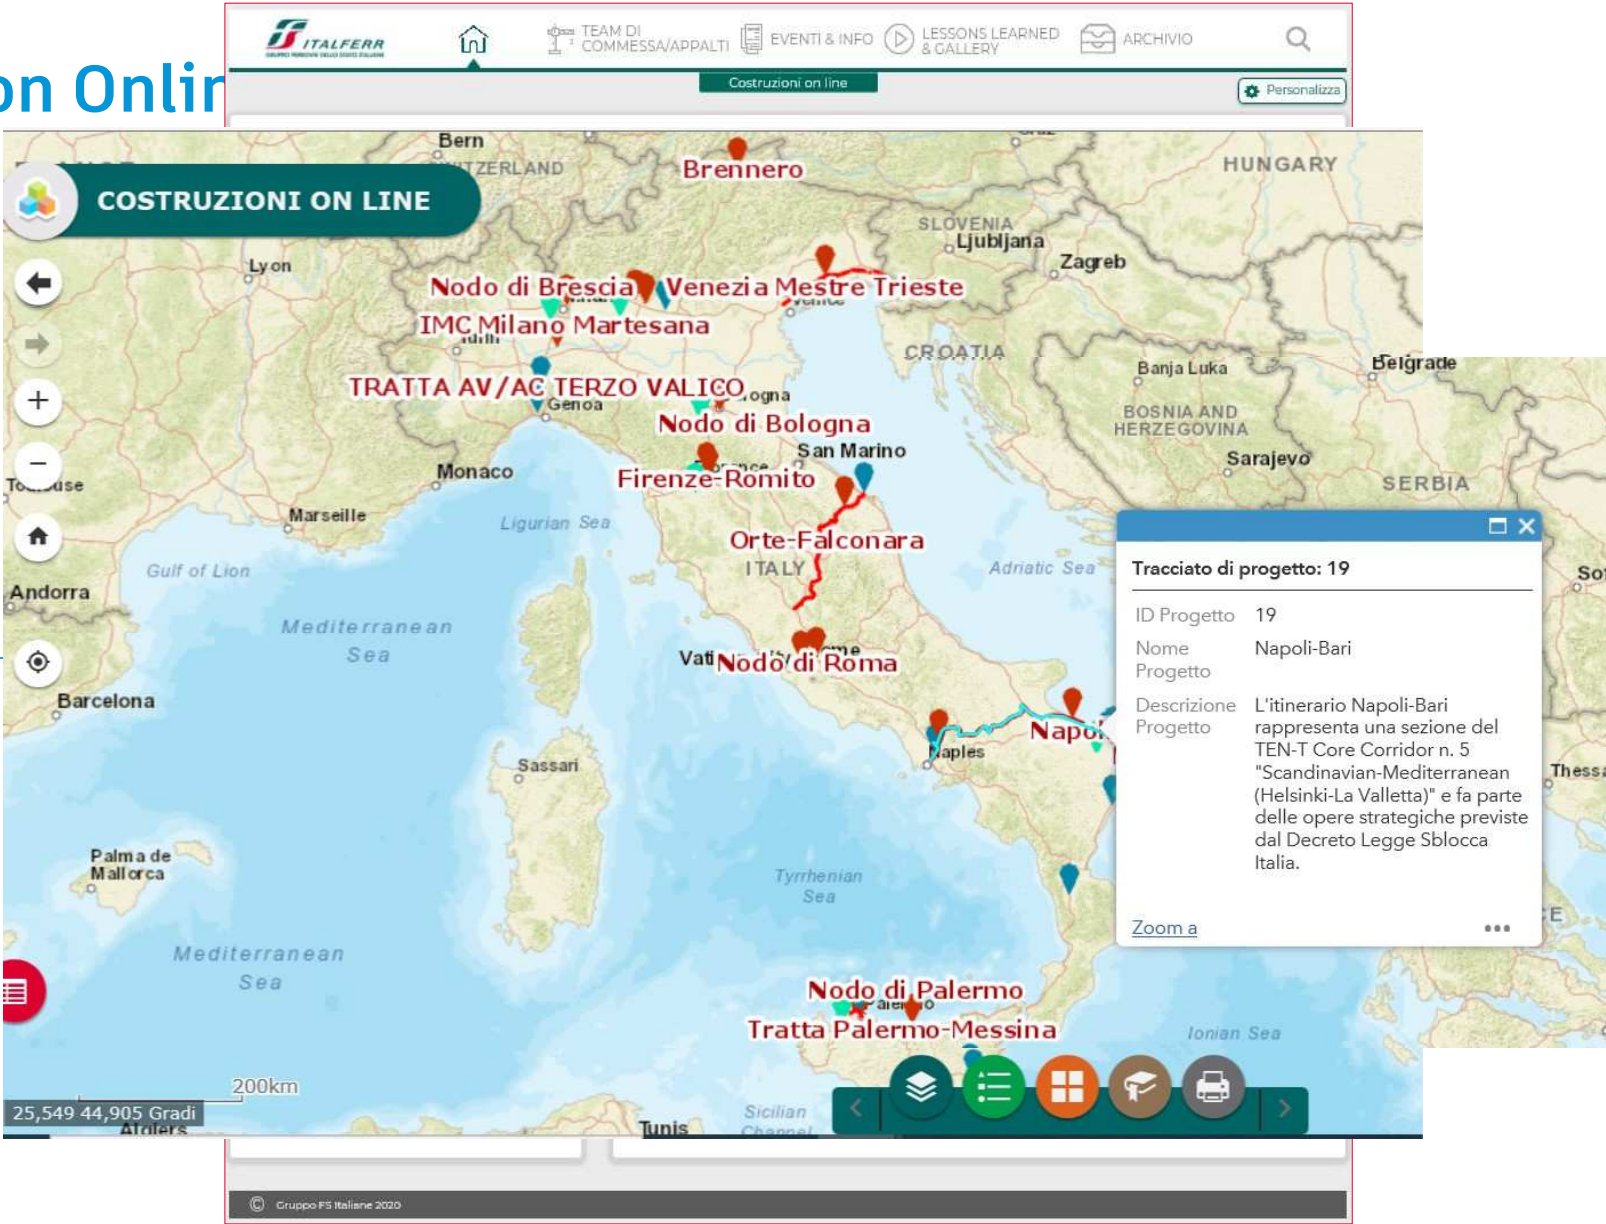 on Onlin
ITALFERR
TEAM DI
COMMESSA/APPALTI
EVENTI & INFO
LESSONS LEARNED
& GALLERY
ARCHIVIO
Costruzioni on line
Personalizza
COSTRUZIONI ON LINE
Bern
Brennero
HUNGARY
TZERLAND
SLOVENIA
Ljubljana
Zagreb
Lyon
Nodo di Brescia
Venezia Mestre Trieste
IMC Milano Martesana
CROATIA
Banja Luka
Belgrade
TRATTA AV/AC TERZO VALICO
Genoa
ogna
BOSNIA AND
HERZEGOVINA
Nodo di Bologna
San Marino
Sarajevo
Monaco
Firenze-Romito
SERBIA
Marseille
Ligurian Sea
Orte-Falconara
ITALY
Adriatic Sea
Gulf of Lion
Andorra
Mediterranean
Sea
Vati
Nodo di Roma
Barcelona
Napol
Naples
Sassari
Thessa
Palma de
Mallorca
Tyrrhenian
Sea
Mediterranean
Sea
Nodo di Palermo
Tratta Palermo-Messina
Ionian Sea
200km
25,549 44,905 Gradi
Algiers
Tunis
Sicilian
Channel
Tracciato di progetto: 19
ID Progetto 19
Nome
Progetto
Napoli-Bari
Descrizione
Progetto
L'itinerario Napoli-Bari
rappresenta una sezione del
TEN-T Core Corridor n. 5
"Scandinavian-Mediterranean
(Helsinki-La Valletta)" e fa parte
delle opere strategiche previste
dal Decreto Legge Sblocca
Italia.
Zoom a
© Gruppo FS Italiane 2020